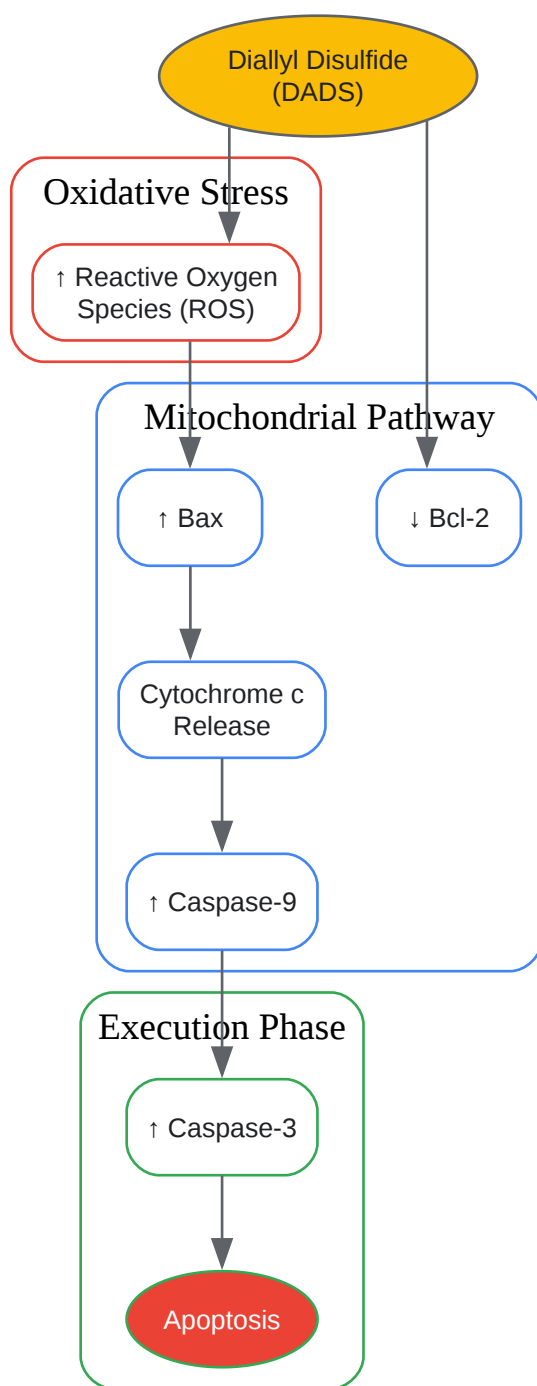 Diallyl Disulfide
(DADS)
Oxidative Stress
↑ Reactive Oxygen
Species (ROS)
Mitochondrial Pathway
↑ Bax
↓ Bcl-2
Cytochrome c
Release
↑ Caspase-9
Execution Phase
↑ Caspase-3
Apoptosis